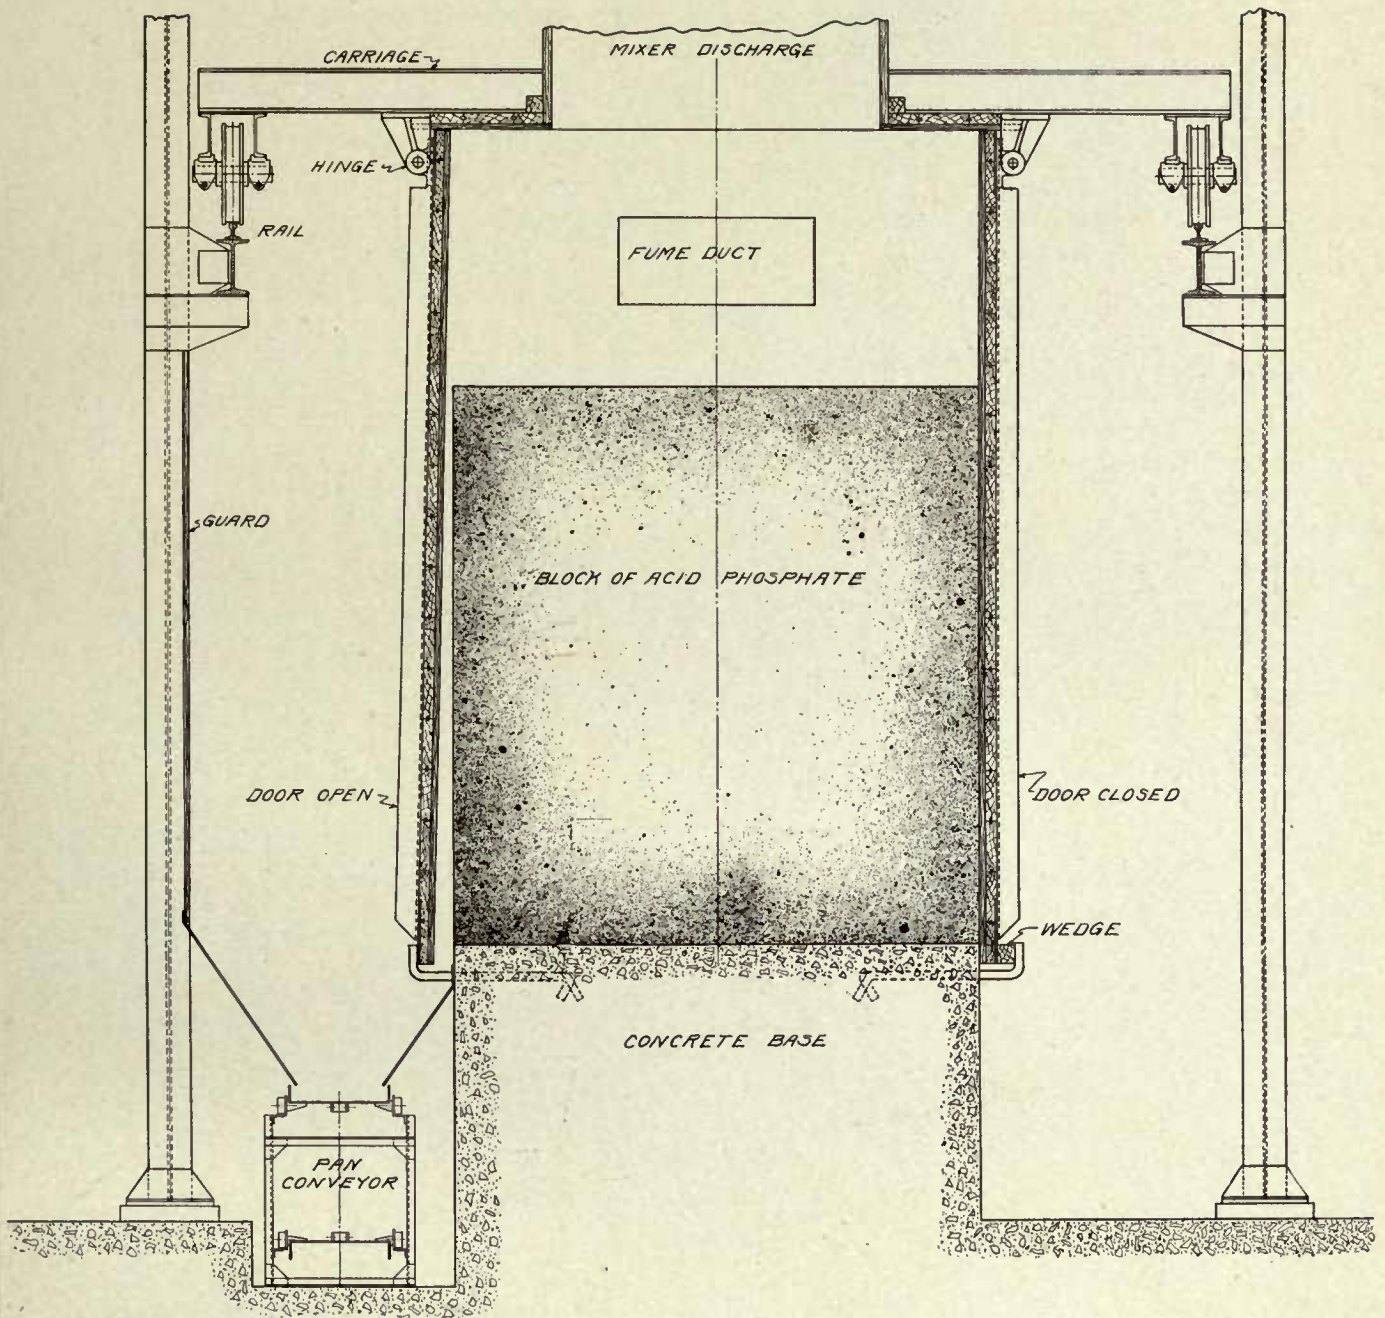 MIXER DISCHARGE
CARRIAGE
HINGE
RAIL
FUME DUCT
GUARD
BLOCK OF ACID PHOSPHATE
DOOR OPEN
DOOR CLOSED
WEDGE
CONCRETE BASE
PAN
CONVEYOR